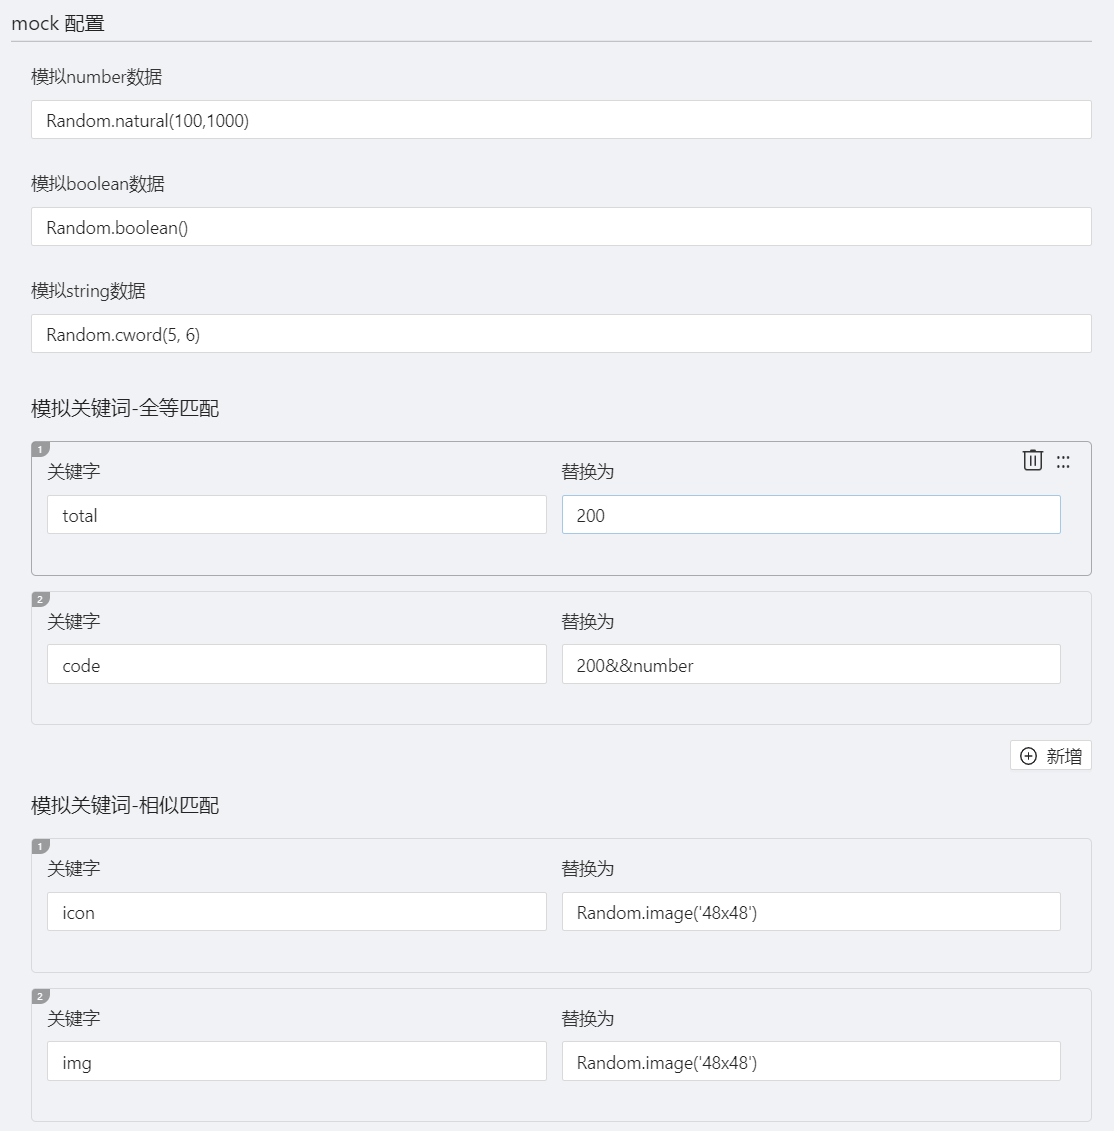 mock 配置
模拟number数据
Random.natural(100,1000)
模拟boolean数据
Random.boolean()
模拟string数据
Random.cword(5, 6)
模拟关键词-全等匹配
1
关键字 替换为
total 200
2
关键字 替换为
code 200&&number
新增
模拟关键词-相似匹配
1
关键字 替换为
icon Random.image('48x48')
2
关键字 替换为
img Random.image('48x48')